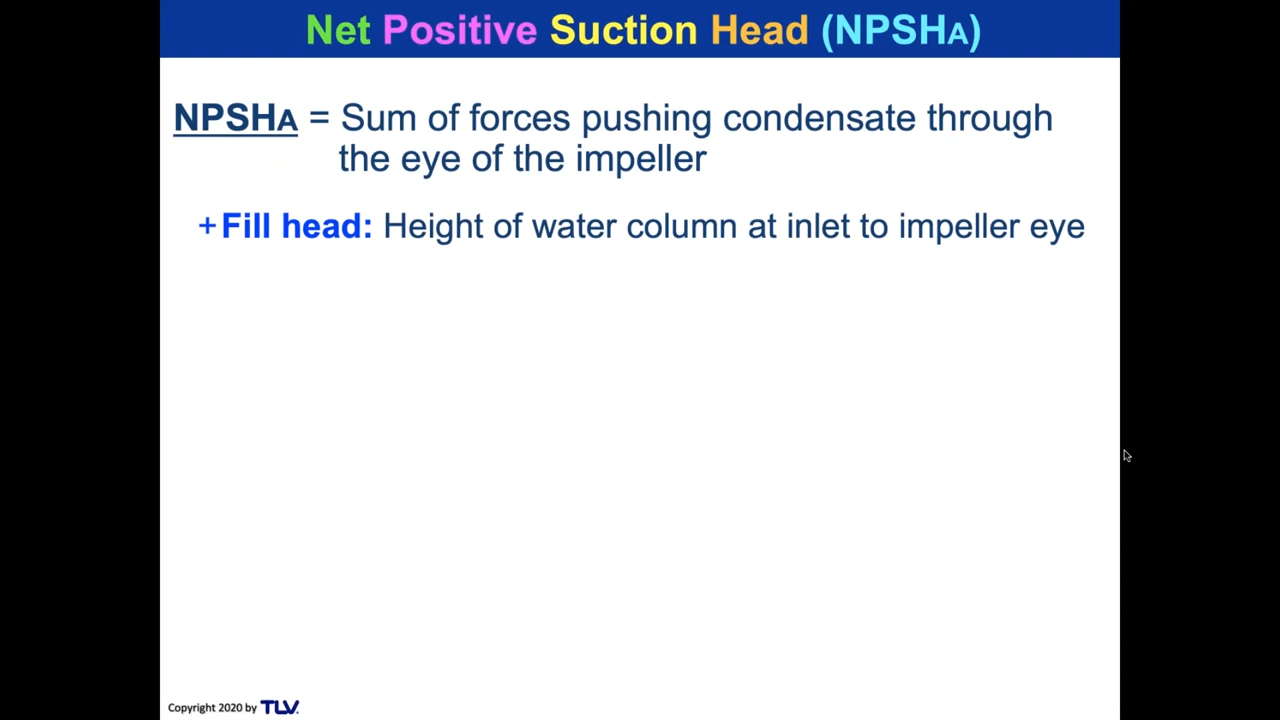 Net Positive Suction Head (NPSHA)
NPSHA = Sum of forces pushing condensate through
the eye of the impeller
+Fill head: Height of water column at inlet to impeller eye
Copyright 2020 by TLV.